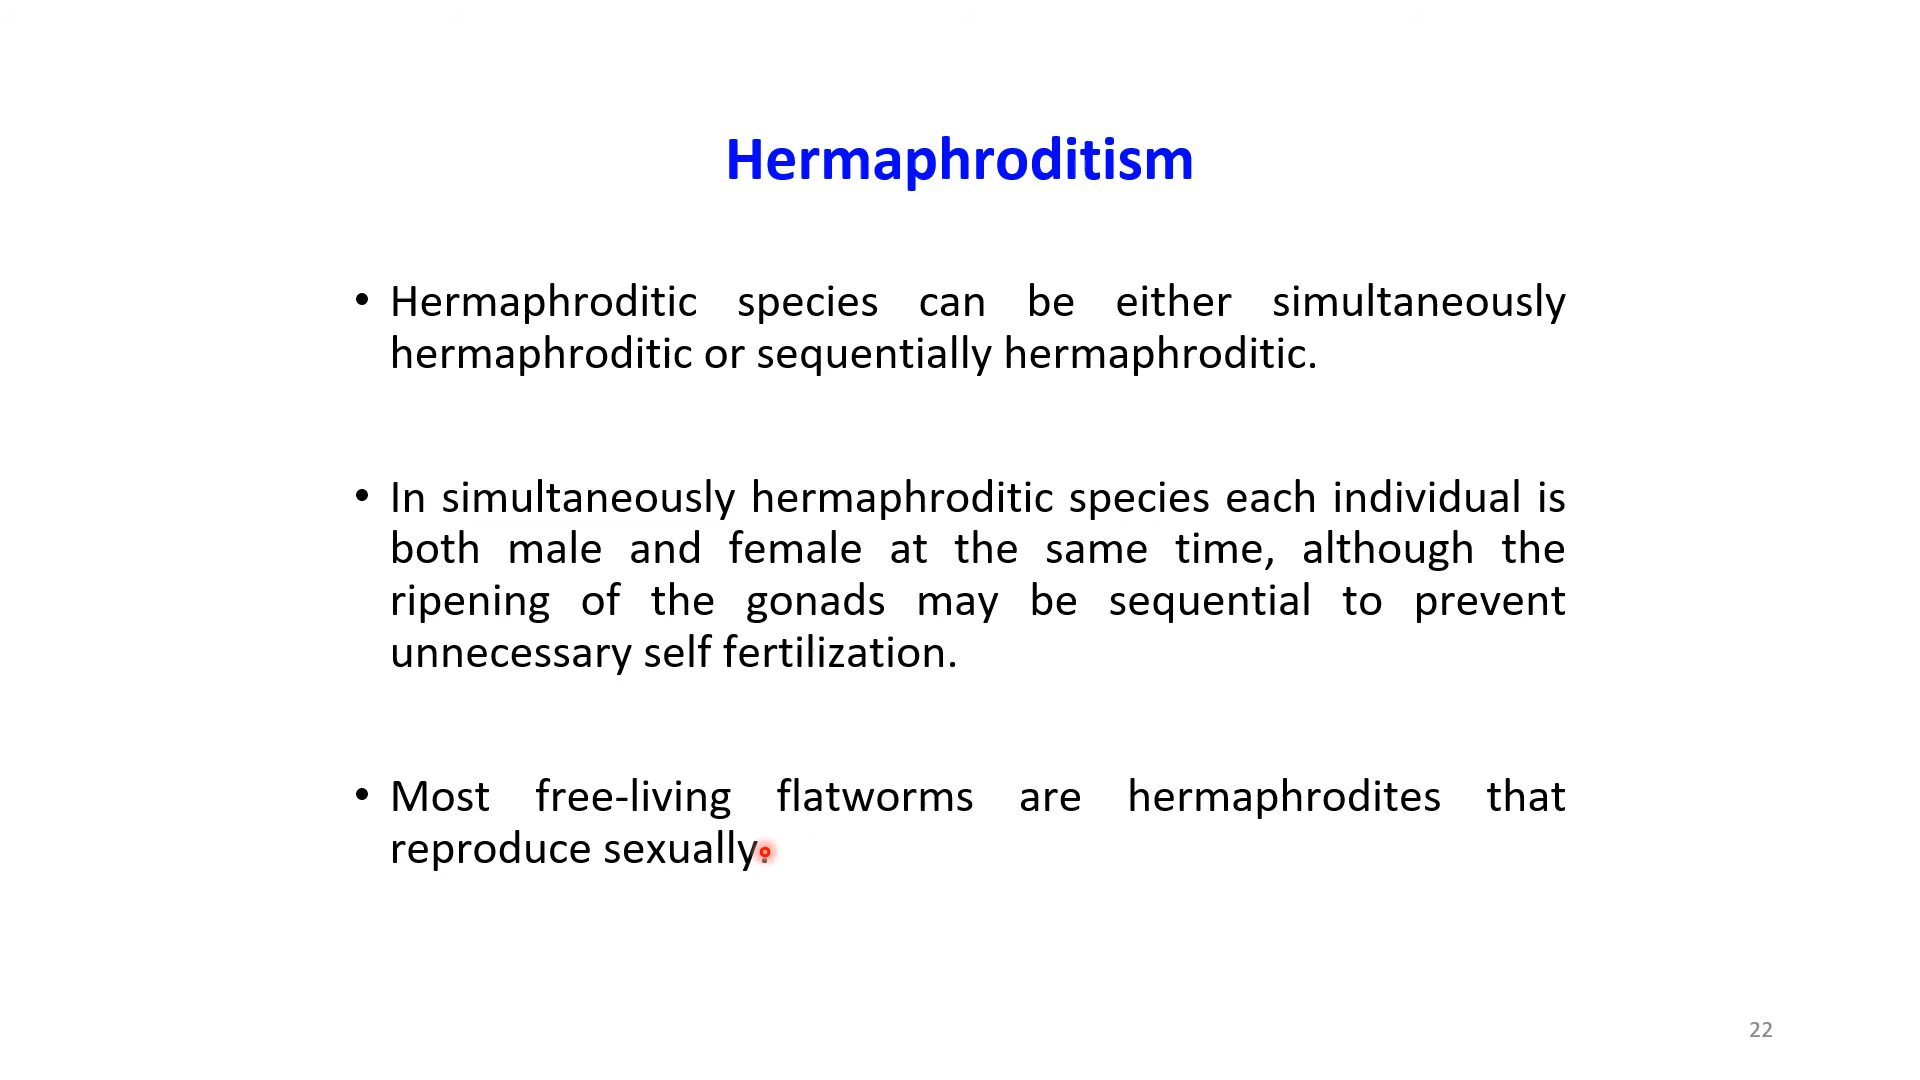 Hermaphroditism
• Hermaphroditic species can be either simultaneously
hermaphroditic or sequentially hermaphroditic.
• In simultaneously hermaphroditic species each individual is
both male and female at the same time, although the
ripening of the gonads may be sequential to prevent
unnecessary self fertilization.
• Most free-living flatworms are hermaphrodites that
reproduce sexually.
22